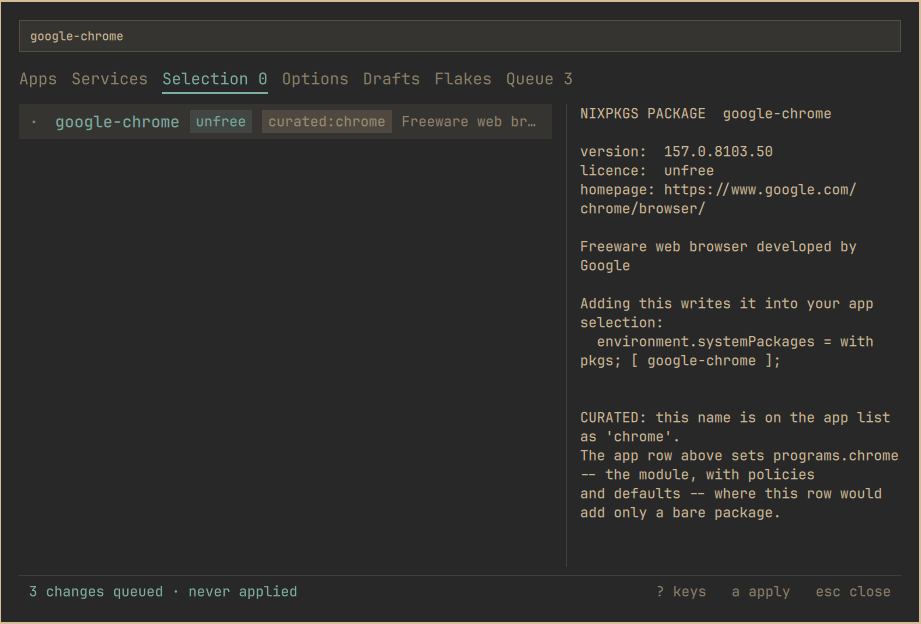 google-chrome
Apps Services Selection 0 Options Drafts Flakes Queue 3
· google-chrome unfree curated:chrome Freeware web br…
NIXPKGS PACKAGE google-chrome
version: 157.0.8103.50
licence: unfree
homepage: https://www.google.com/
chrome/browser/
Freeware web browser developed by
Google
Adding this writes it into your app
selection:
environment.systemPackages = with
pkgs; [ google-chrome ];
CURATED: this name is on the app list
as 'chrome'.
The app row above sets programs.chrome
-- the module, with policies
and defaults -- where this row would
add only a bare package.
3 changes queued · never applied
? keys a apply esc close